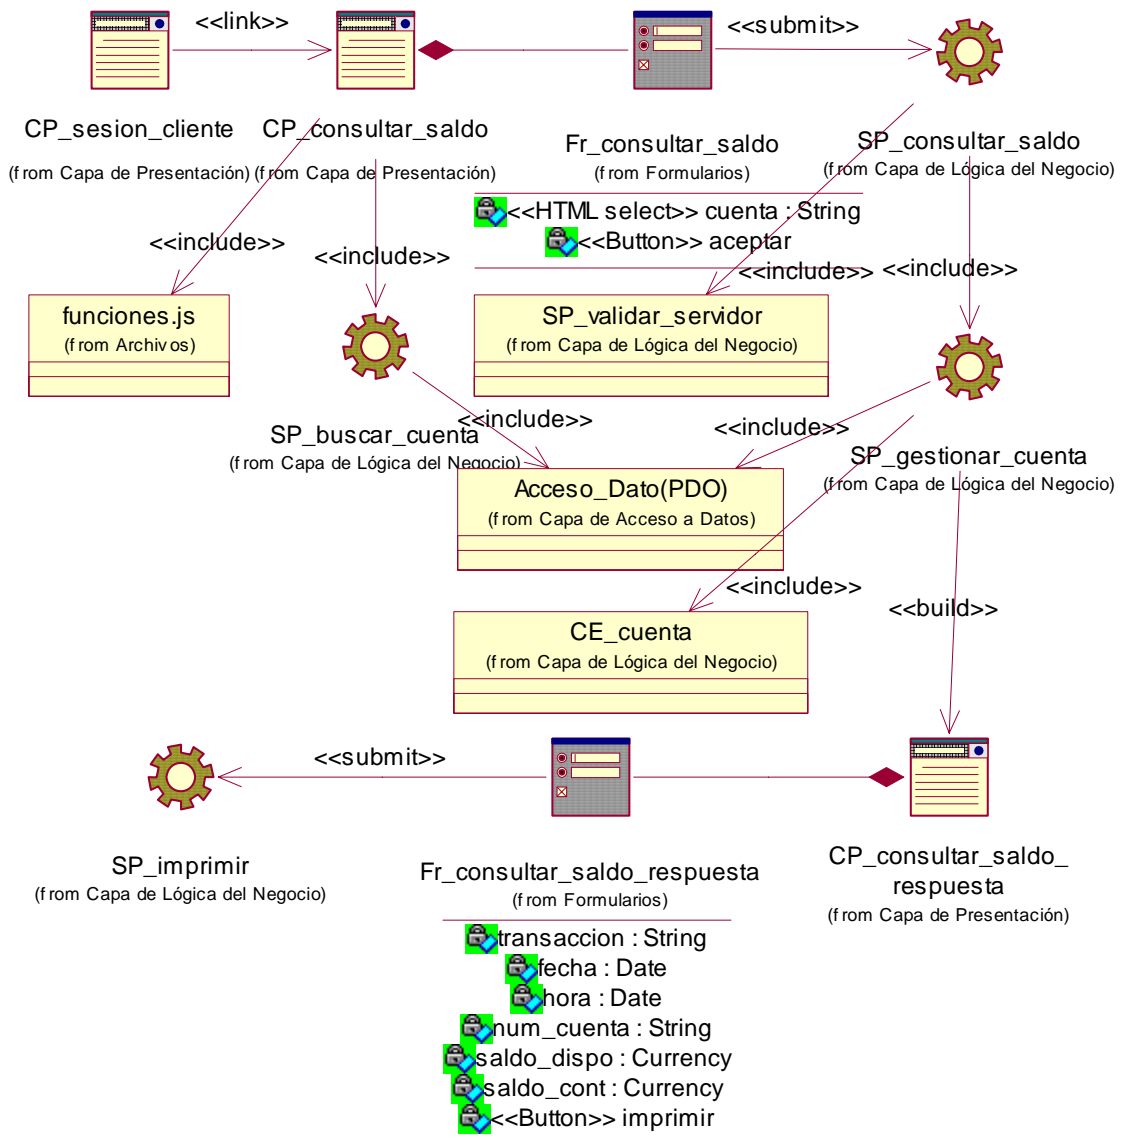 <<link>>
<<submit>>
CP_sesion_cliente
(from Capa de Presentación)
CP_consultar_saldo
(from Capa de Presentación)
Fr_consultar_saldo
(from Formularios)
<<HTML select>> cuenta : String
<<Button>> aceptar
SP_consultar_saldo
(from Capa de Lógica del Negocio)
<<include>>
<<include>>
<<include>>
<<include>>
funciones.js
(from Archivos)
SP_validar_servidor
(from Capa de Lógica del Negocio)
SP_buscar_cuenta
(from Capa de Lógica del Negocio)
<<include>>
<<include>>
SP_gestionar_cuenta
(from Capa de Lógica del Negocio)
Acceso_Dato(PDO)
(from Capa de Acceso a Datos)
<<include>>
<<build>>
CE_cuenta
(from Capa de Lógica del Negocio)
<<submit>>
SP_imprimir
(from Capa de Lógica del Negocio)
Fr_consultar_saldo_respuesta
(from Formularios)
transaccion : String
fecha : Date
hora : Date
num_cuenta : String
saldo_dispo : Currency
saldo_cont : Currency
<<Button>> imprimir
CP_consultar_saldo_
respuesta
(from Capa de Presentación)